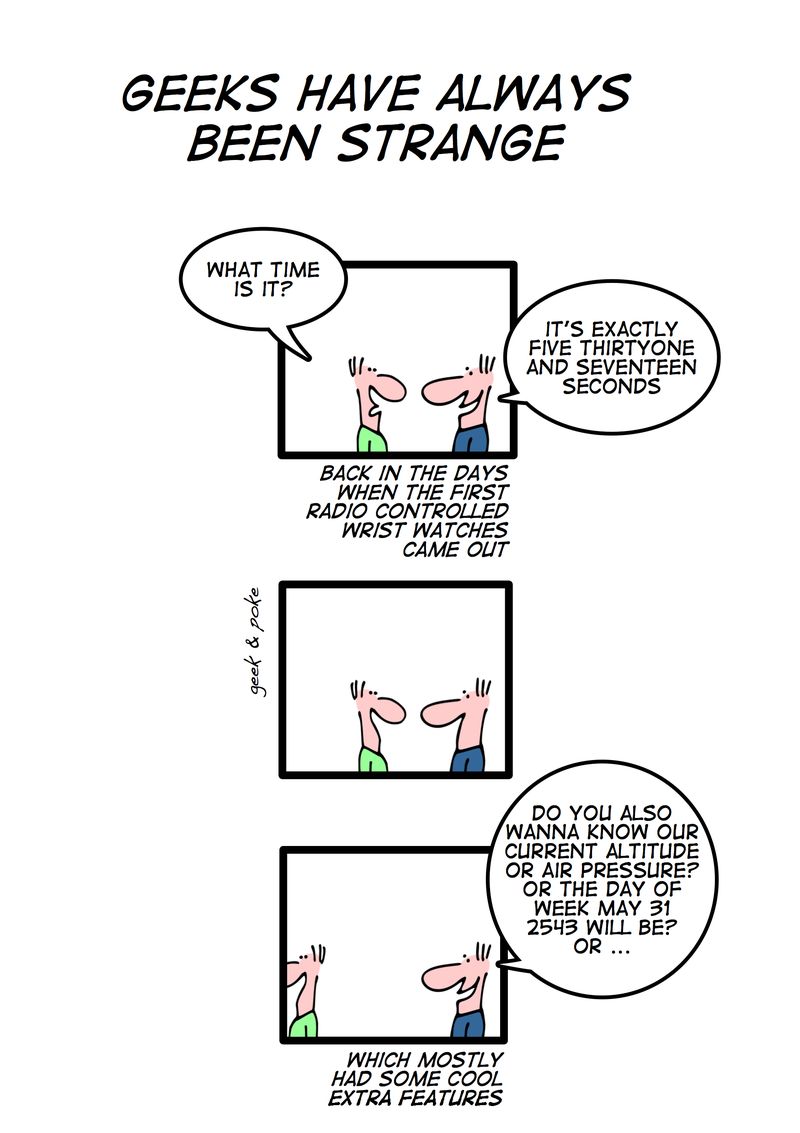 GEEKS HAVE ALWAYS
BEEN STRANGE
WHAT TIME
IS IT?
IT'S EXACTLY
FIVE THIRTYONE
AND SEVENTEEN
SECONDS
BACK IN THE DAYS
WHEN THE FIRST
RADIO CONTROLLED
WRIST WATCHES
CAME OUT
geek & poke
DO YOU ALSO
WANNA KNOW OUR
CURRENT ALTITUDE
OR AIR PRESSURE?
OR THE DAY OF
WEEK MAY 31
2543 WILL BE?
OR ...
WHICH MOSTLY
HAD SOME COOL
EXTRA FEATURES